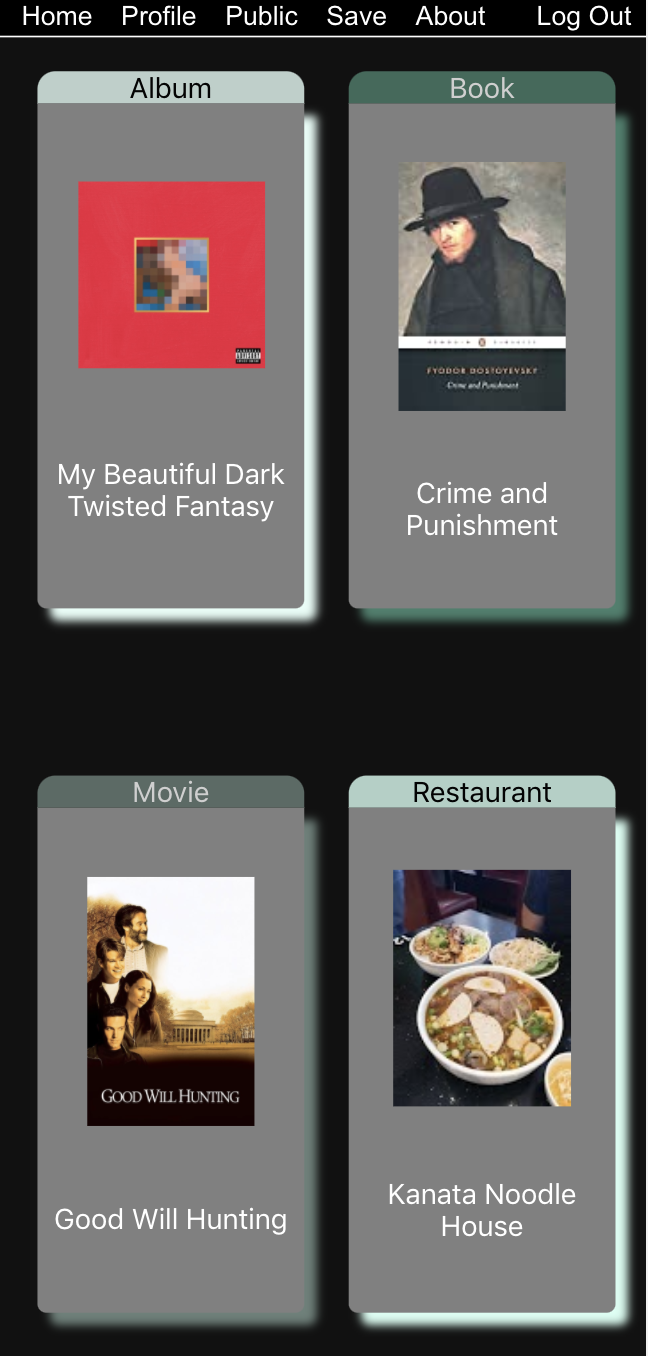 Home Profile Public Save About Log Out
Album
Book
My Beautiful Dark
Twisted Fantasy
PENGUIN CLASSICS
FYODOR DOSTOYEVSKY
Crime and Punishment
Crime and
Punishment
Movie
Restaurant
GOOD WILL HUNTING
Good Will Hunting
Kanata Noodle
House